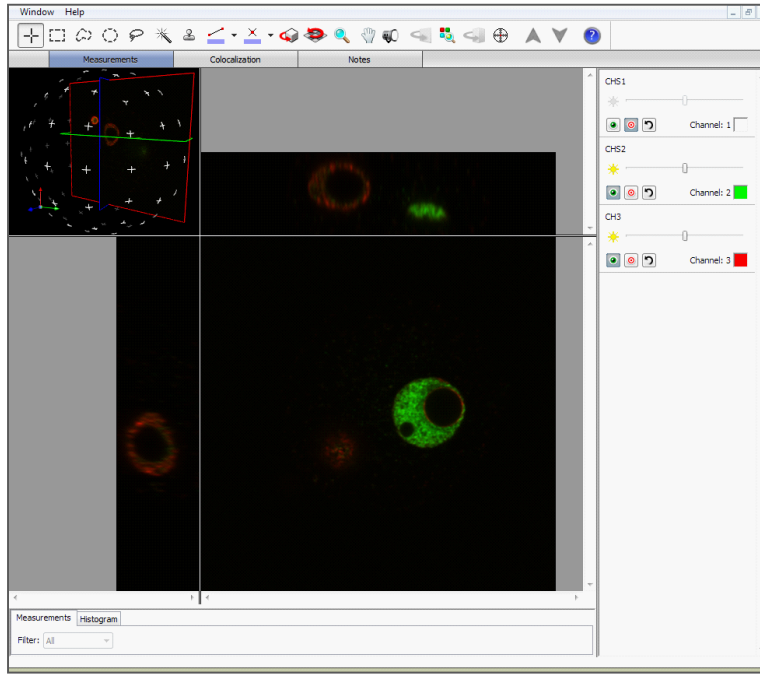 Window Help
Measurements Colocalization Notes
CHS1
Channel: 1
CHS2
Channel: 2
CH3
Channel: 3
Measurements Histogram
Filter: All